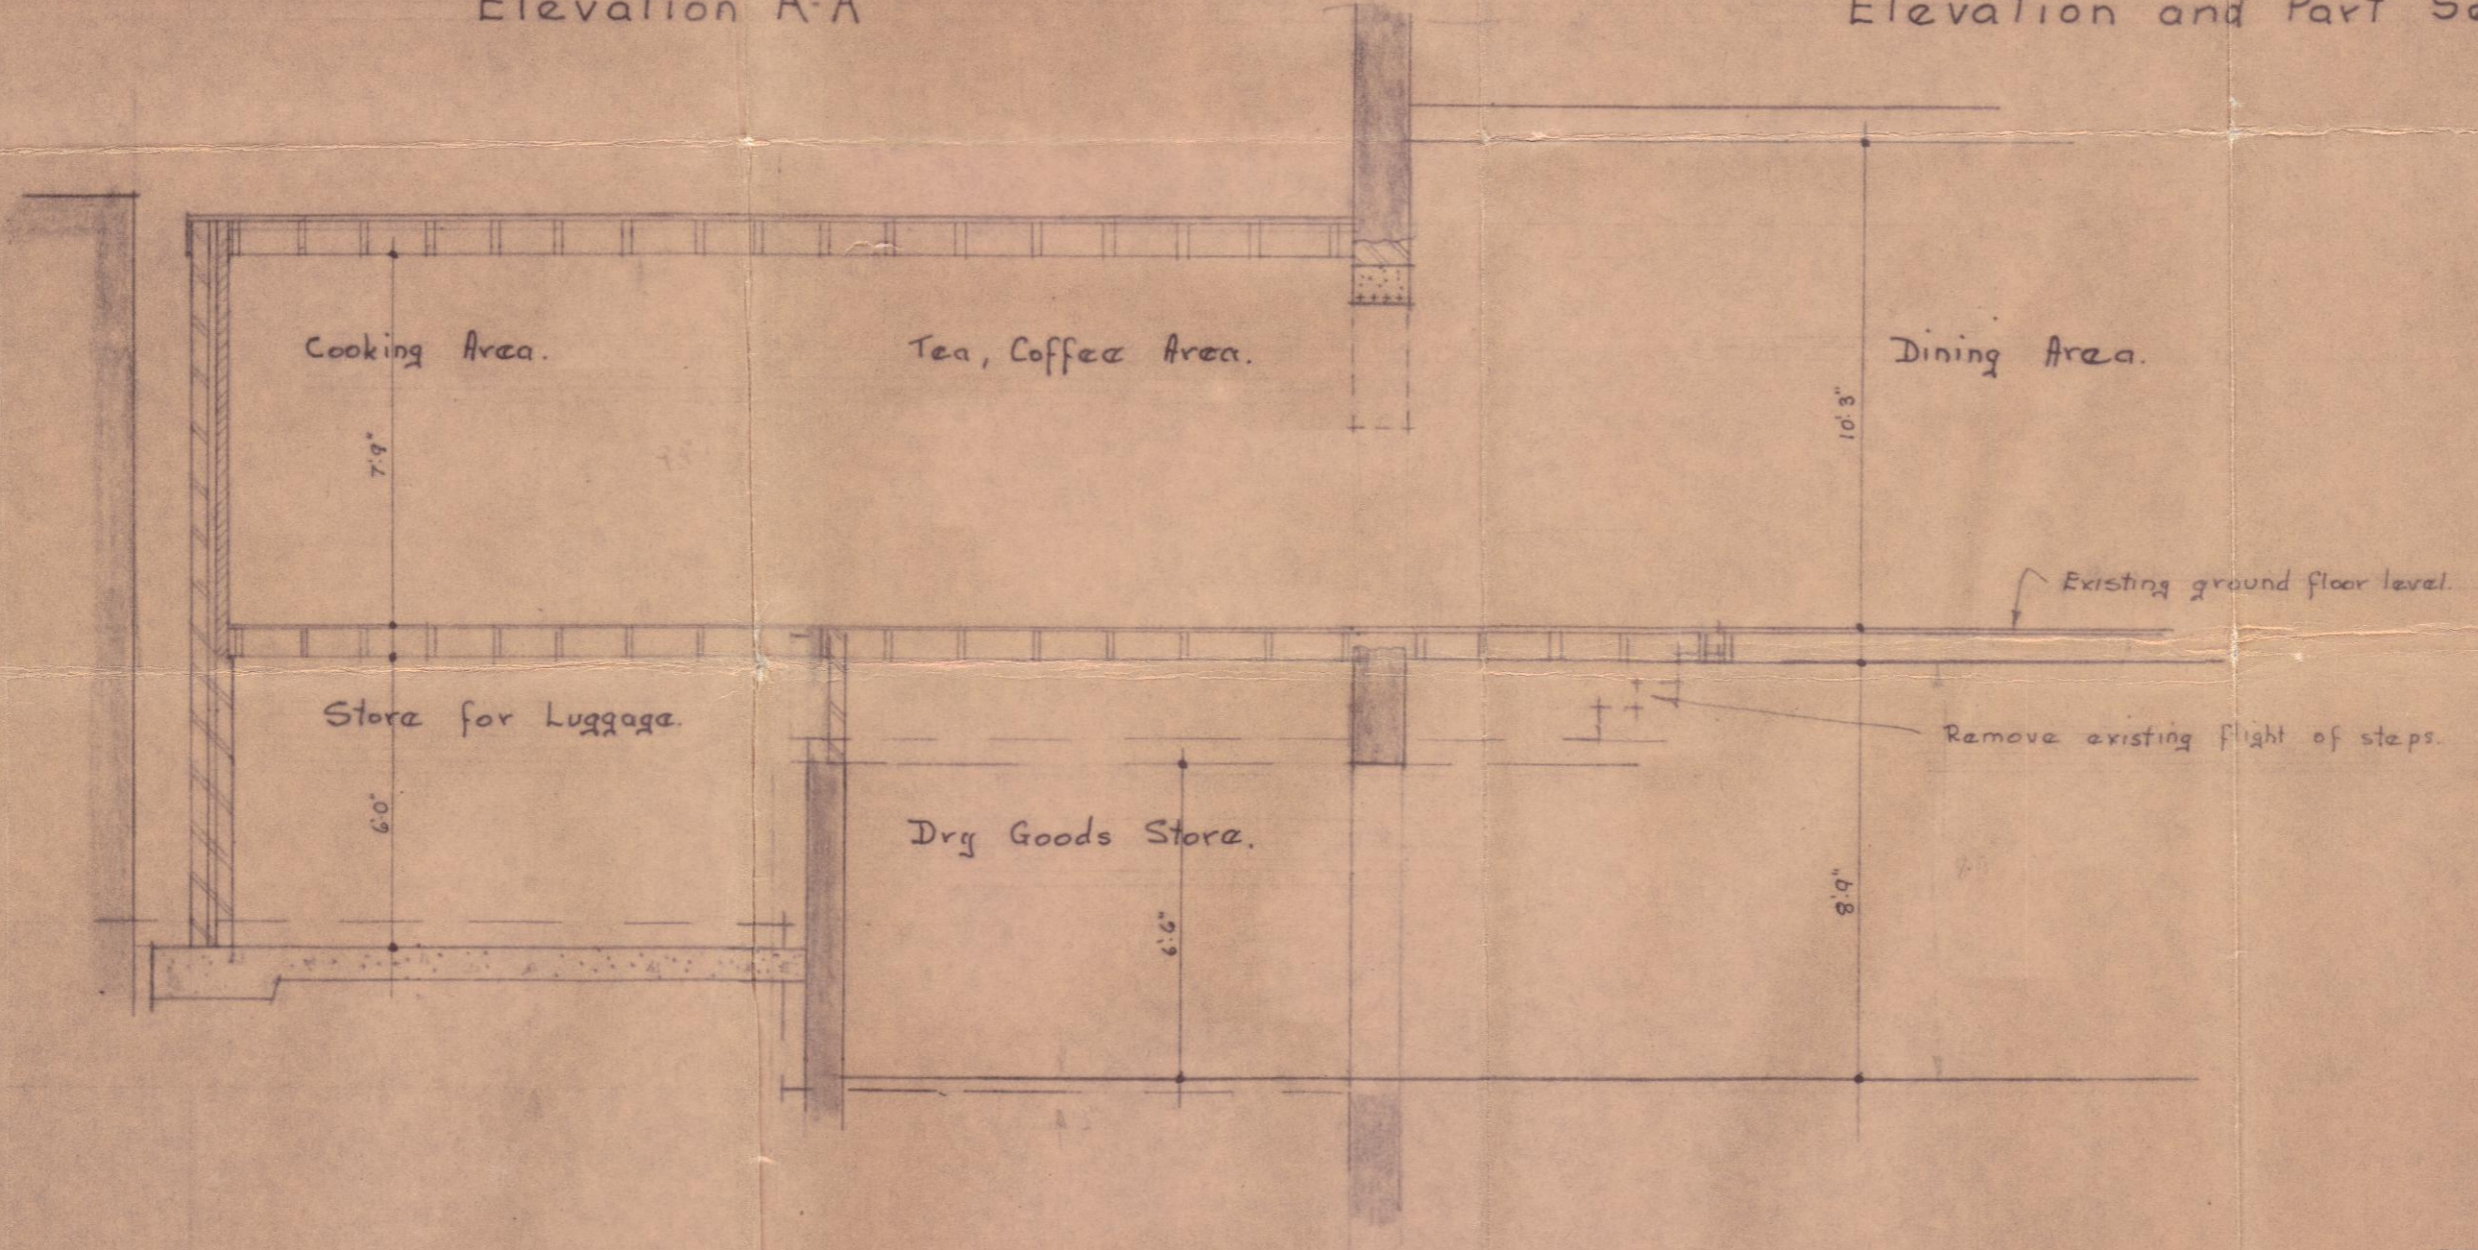 Elevation A-A
Elevation and Part
Cooking Area.
Tea, Coffee Area.
Dining Area.
10'.3"
7'.9"
Existing ground floor level.
Store for Luggage.
Remove existing flight of steps.
6'.0"
Dry Goods Store.
8'.9"
6'.6"